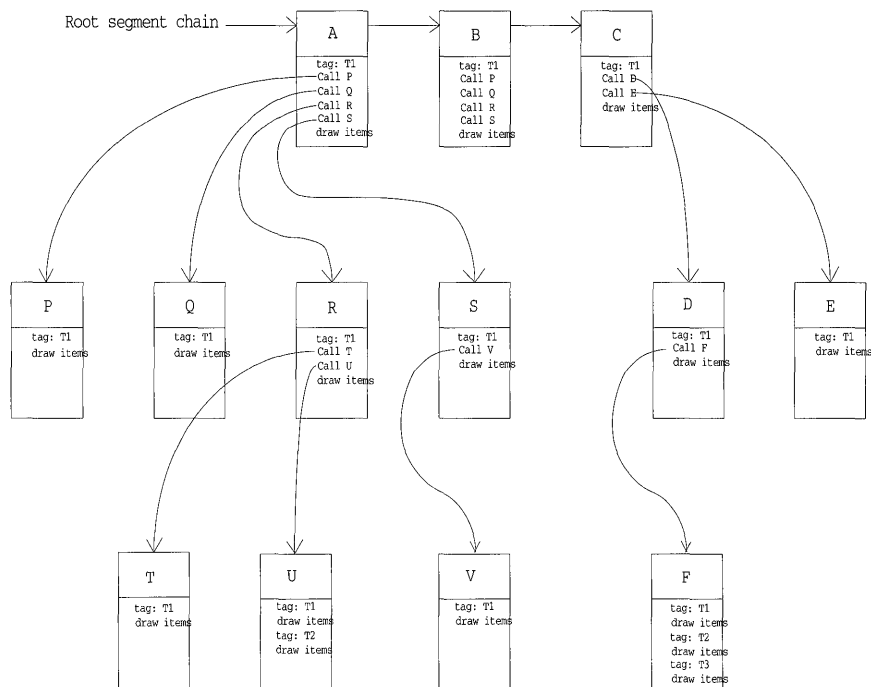 Root segment chain
A
tag: T1
Call P
Call Q
Call R
Call S
draw items
B
tag: T1
Call P
Call Q
Call R
Call S
draw items
C
tag: T1
Call D
Call E
draw items
P
tag: T1
draw items
Q
tag: T1
draw items
R
tag: T1
Call T
Call U
draw items
S
tag: T1
Call V
draw items
D
tag: T1
Call F
draw items
E
tag: T1
draw items
T
tag: T1
draw items
U
tag: T1
draw items
tag: T2
draw items
V
tag: T1
draw items
F
tag: T1
draw items
tag: T2
draw items
tag: T3
draw items